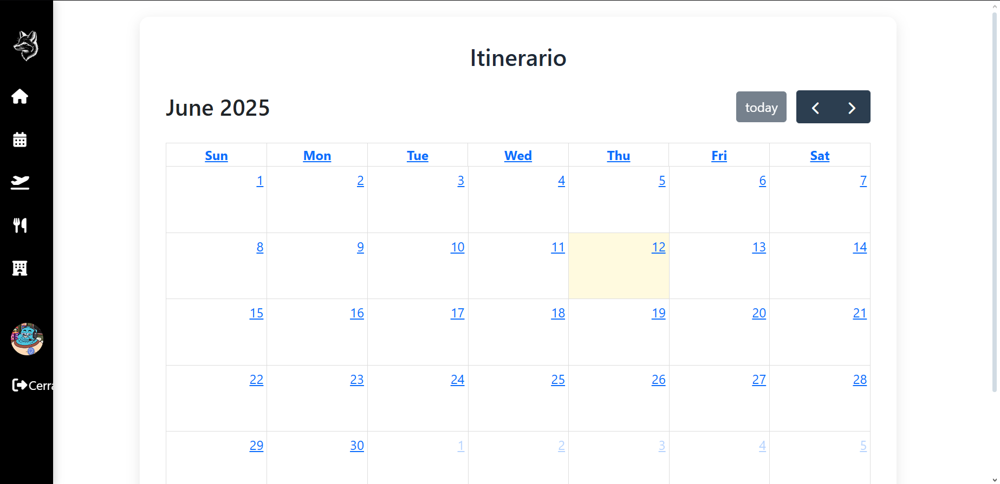 Itinerario
June 2025
today
Sun Mon Tue Wed Thu Fri Sat
1 2 3 4 5 6 7
8 9 10 11 12 13 14
15 16 17 18 19 20 21
22 23 24 25 26 27 28
Cerra
29 30 1 2 3 4 5